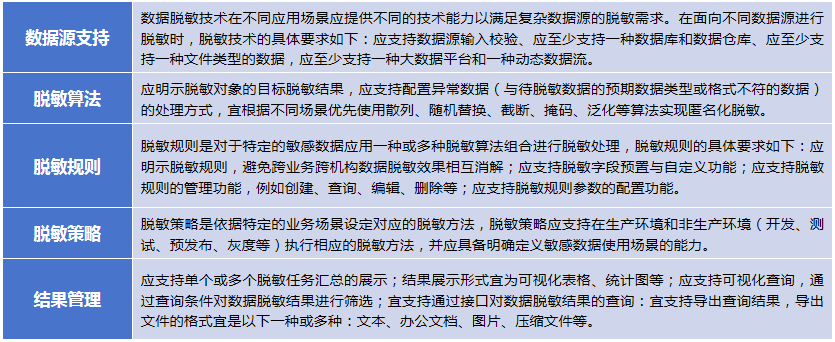 数据源支持
数据脱敏技术在不同应用场景应提供不同的技术能力以满足复杂数据源的脱敏需求。在面向不同数据源进行
脱敏时，脱敏技术的具体要求如下：应支持数据源输入校验、应至少支持一种数据库和数据仓库、应至少支
持一种文件类型的数据，应至少支持一种大数据平台和一种动态数据流。
脱敏算法
应明示脱敏对象的目标脱敏结果，应支持配置异常数据（与待脱敏数据的预期数据类型或格式不符的数据）
的处理方式，宜根据不同场景优先使用散列、随机替换、截断、掩码、泛化等算法实现匿名化脱敏。
脱敏规则
脱敏规则是对于特定的敏感数据应用一种或多种脱敏算法组合进行脱敏处理，脱敏规则的具体要求如下：应
明示脱敏规则，避免跨业务跨机构数据脱敏效果相互消解；应支持脱敏字段预置与自定义功能；应支持脱敏
规则的管理功能，例如创建、查询、编辑、删除等；应支持脱敏规则参数的配置功能。
脱敏策略
脱敏策略是依据特定的业务场景设定对应的脱敏方法，脱敏策略应支持在生产环境和非生产环境（开发、测
试、预发布、灰度等）执行相应的脱敏方法，并应具备明确定义敏感数据使用场景的能力。
结果管理
应支持单个或多个脱敏任务汇总的展示；结果展示形式宜为可视化表格、统计图等；应支持可视化查询，通
过查询条件对数据脱敏结果进行筛选；宜支持通过接口对数据脱敏结果的查询：宜支持导出查询结果，导出
文件的格式宜是以下一种或多种：文本、办公文档、图片、压缩文件等。